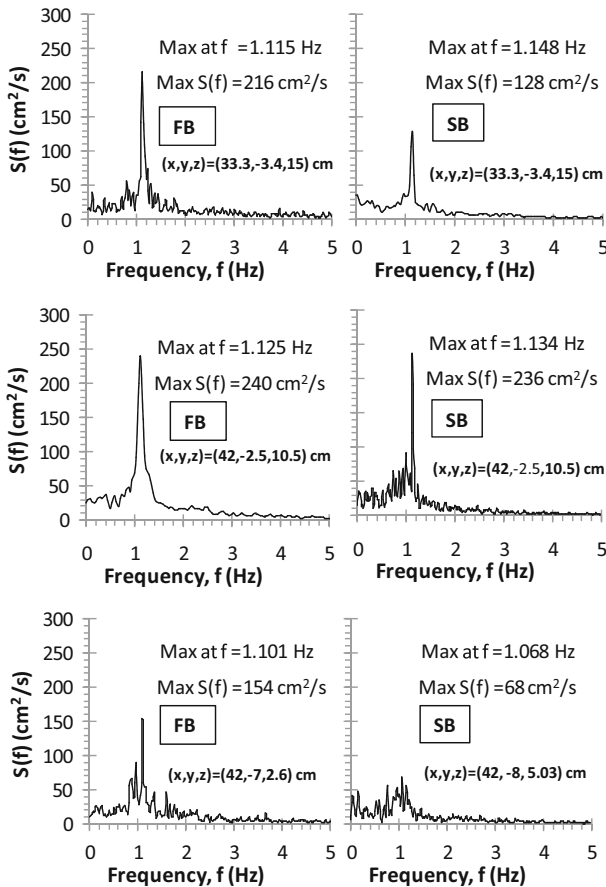 300
250
200
150
100
50
0
S(f) (cm²/s)
Max at f =1.115 Hz
Max S(f) =216 cm²/s
FB
(x,y,z)=(33.3,-3.4,15) cm
0 1 2 3 4 5
Frequency, f (Hz)
Max at f =1.148 Hz
Max S(f) =128 cm²/s
SB
(x,y,z)=(33.3,-3.4,15) cm
0 1 2 3 4 5
Frequency, f (Hz)
300
250
200
150
100
50
0
S(f) (cm²/s)
Max at f =1.125 Hz
Max S(f) =240 cm²/s
FB
(x,y,z)=(42,-2.5,10.5) cm
0 1 2 3 4 5
Frequency, f (Hz)
Max at f =1.134 Hz
Max S(f) =236 cm²/s
SB
(x,y,z)=(42,-2.5,10.5) cm
0 1 2 3 4 5
Frequency, f (Hz)
300
250
200
150
100
50
0
S(f) (cm²/s)
Max at f =1.101 Hz
Max S(f) =154 cm²/s
FB
(x,y,z)=(42,-7,2.6) cm
0 1 2 3 4 5
Frequency, f (Hz)
Max at f =1.068 Hz
Max S(f) =68 cm²/s
SB
(x,y,z)=(42, -8, 5.03) cm
0 1 2 3 4 5
Frequency, f (Hz)